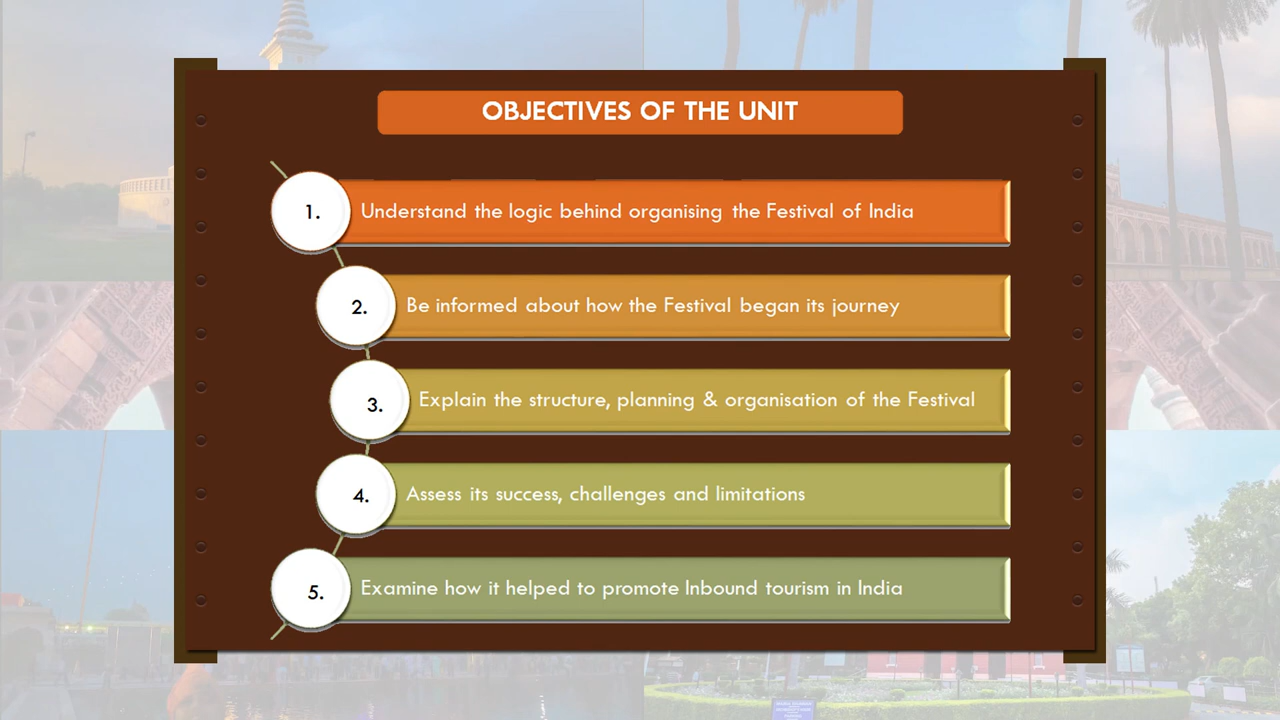 OBJECTIVES OF THE UNIT
1. Understand the logic behind organising the Festival of India
2. Be informed about how the Festival began its journey
3. Explain the structure, planning & organisation of the Festival
4. Assess its success, challenges and limitations
5. Examine how it helped to promote Inbound tourism in India